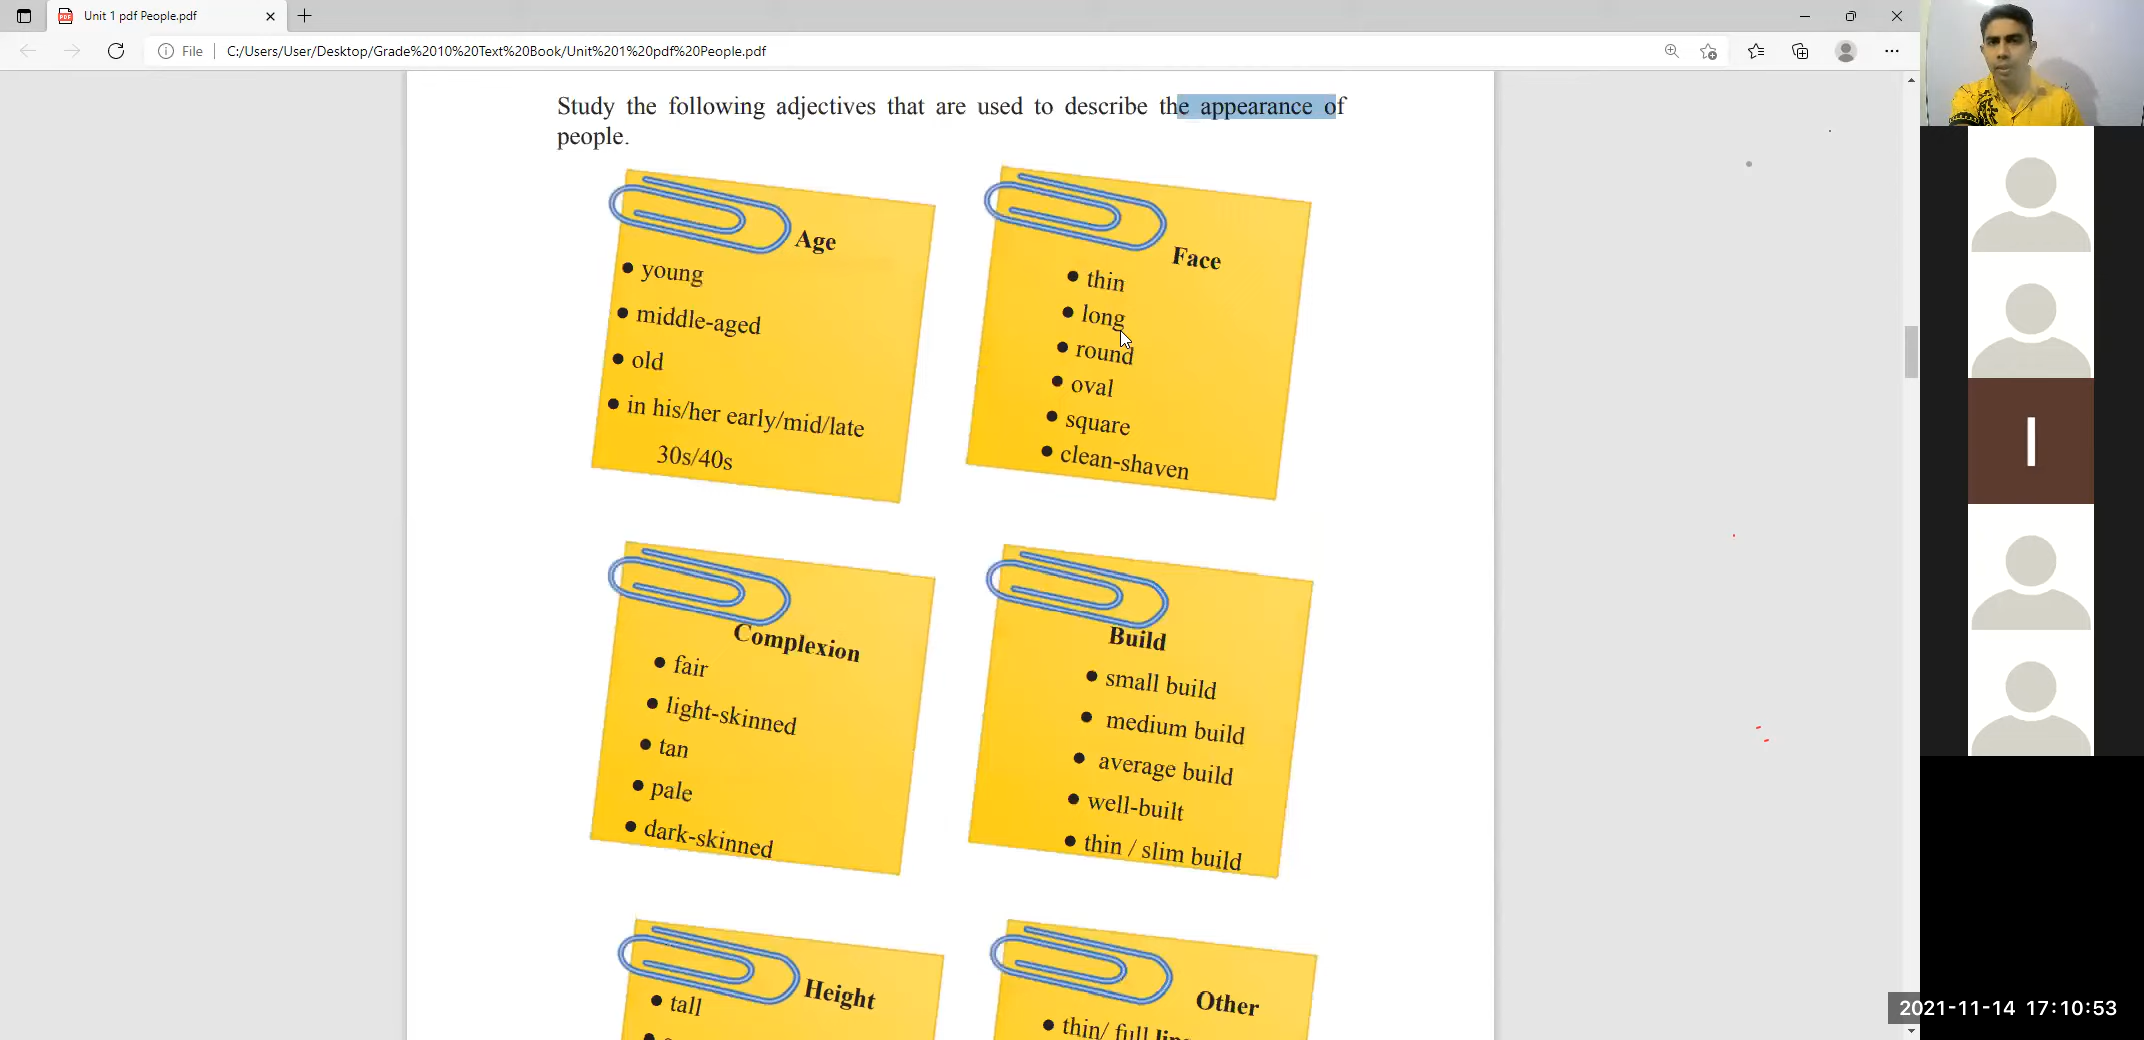 Unit 1 pdf People.pdf
File
C:/Users/User/Desktop/Grade%2010%20Text%20Book/Unit%201%20pdf%20People.pdf
Study the following adjectives that are used to describe the appearance of
people.
Age
• young
• middle-aged
• old
• in his/her early/mid/late
30s/40s
Face
• thin
• long
• round
• oval
• square
• clean-shaven
Complexion
• fair
• light-skinned
• tan
• pale
• dark-skinned
Build
• small build
• medium build
• average build
• well-built
• thin / slim build
Height
• tall
Other
• thin/ full
I
2021-11-14 17:10:53